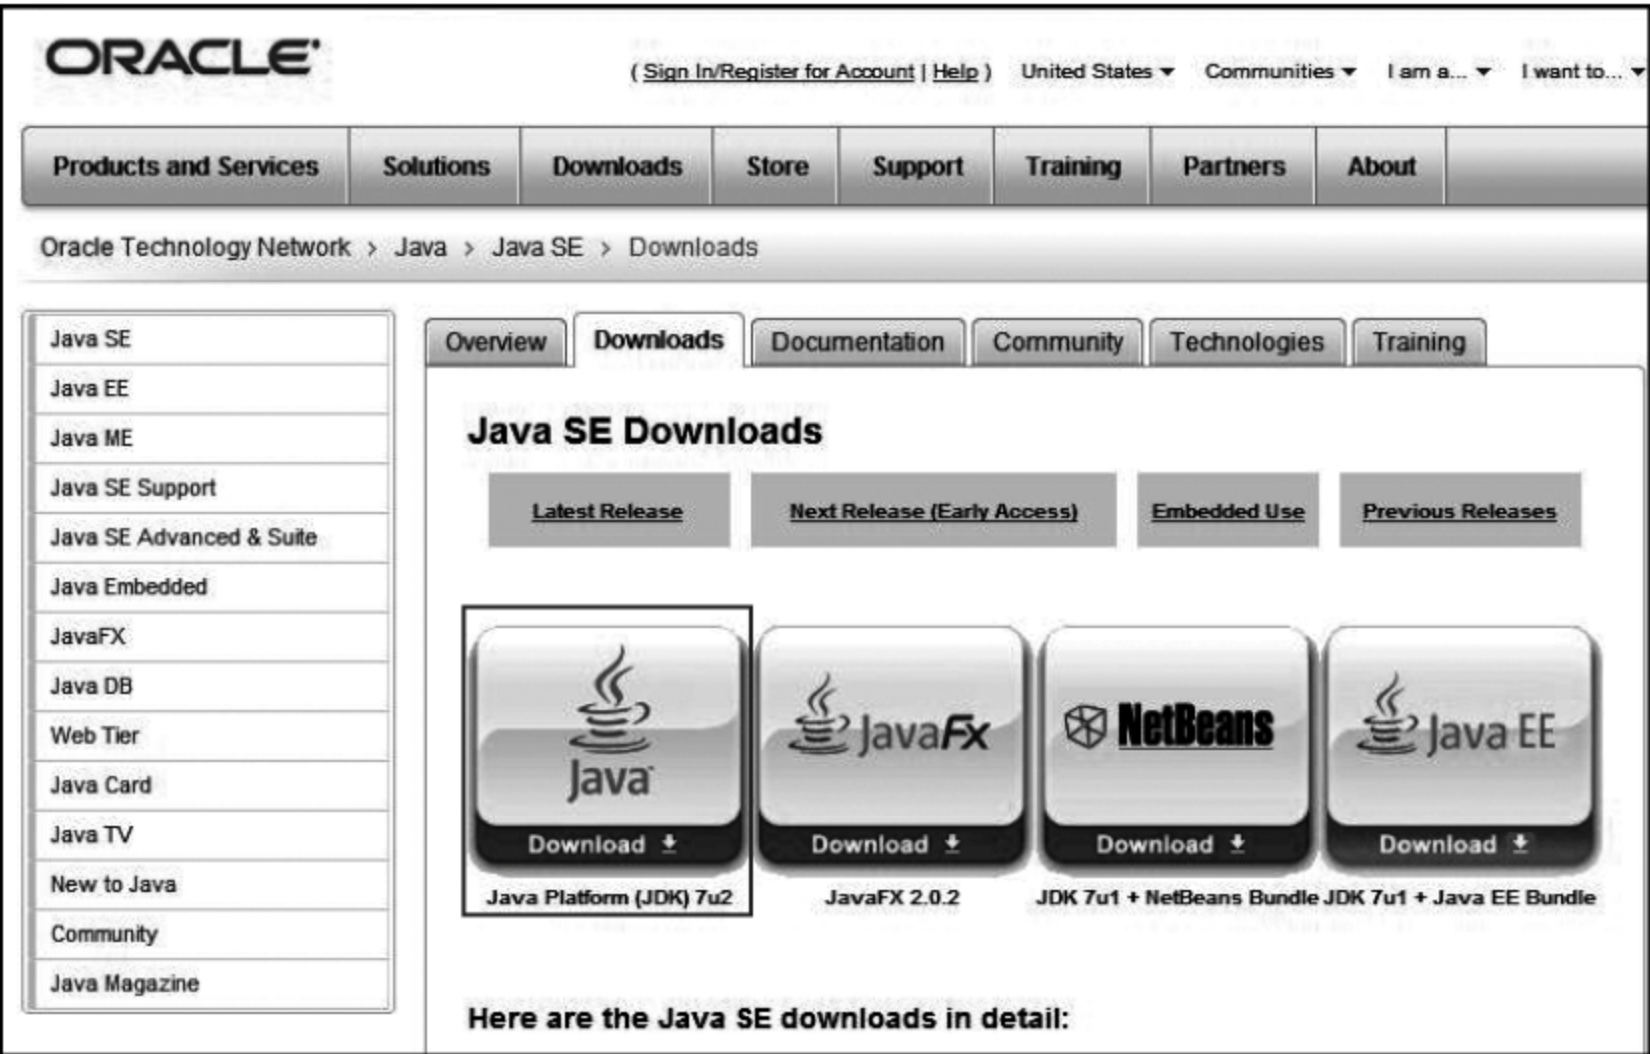 ORACLE
( Sign In/Register for Account | Help ) United States Communities I am a... I want to...
Products and Services Solutions Downloads Store Support Training Partners About
Oracle Technology Network > Java > Java SE > Downloads
Java SE
Java EE
Java ME
Java SE Support
Java SE Advanced & Suite
Java Embedded
JavaFX
Java DB
Web Tier
Java Card
Java TV
New to Java
Community
Java Magazine
Overview Downloads Documentation Community Technologies Training
Java SE Downloads
Latest Release Next Release (Early Access) Embedded Use Previous Releases
Java
Download
Java Platform (JDK) 7u2
JavaFx
Download
JavaFX 2.0.2
NetBeans
Download
JDK 7u1 + NetBeans Bundle
Java EE
Download
JDK 7u1 + Java EE Bundle
Here are the Java SE downloads in detail: